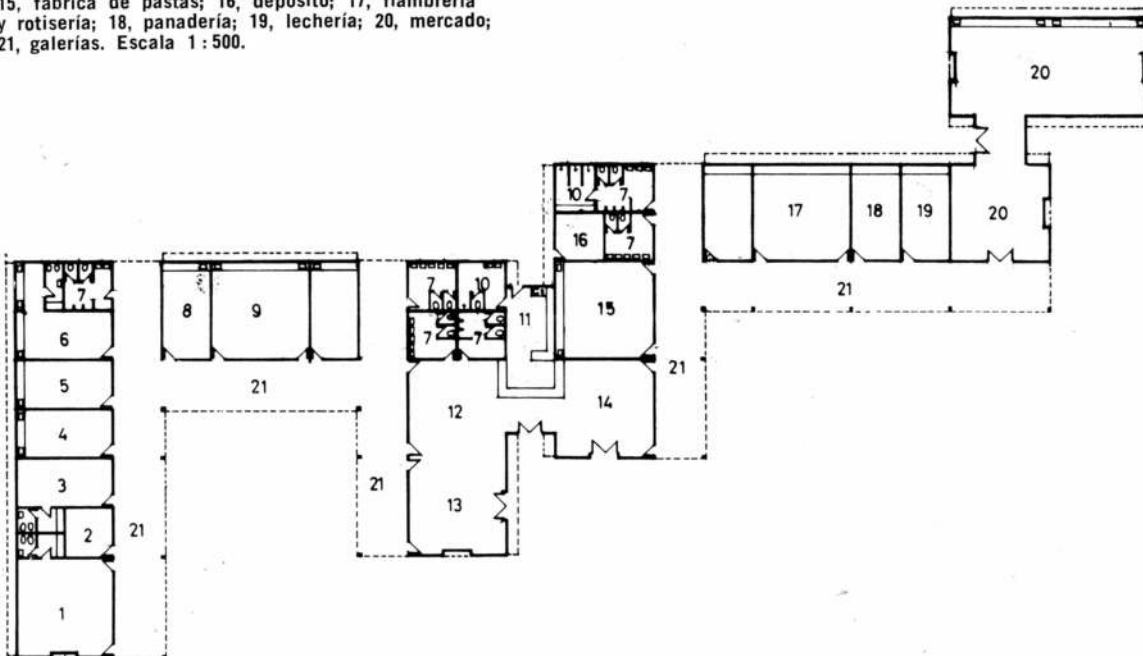 15, fábrica de pastas; 16, depósito; 17, fiambrería
y rotisería; 18, panadería; 19, lechería; 20, mercado;
21, galerías. Escala 1 : 500.
20
10 7
17 18 19 20
16 7
7 7 10
21
8 9 15
6 11
7 7
5 21 21
12 14
4
3 21
13
2 21
1